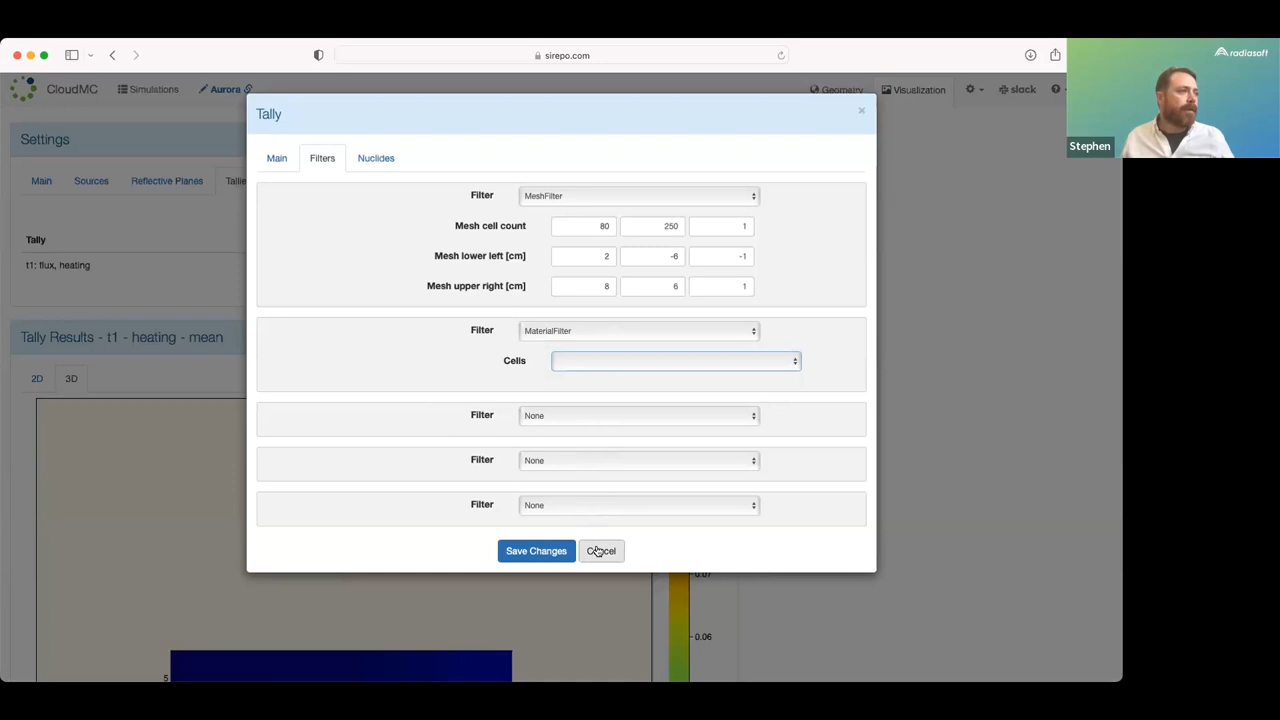 sirepo.com
radiasoft
Stephen
CloudMC
Simulations
Aurora
Geometry
Visualization
slack
Settings
Main
Sources
Reflective Planes
Tallie
Tally
t1: flux, heating
Tally Results - t1 - heating - mean
2D
3D
5
0.07
0.06
Tally
×
Main
Filters
Nuclides
Filter
MeshFilter
Mesh cell count
80
250
1
Mesh lower left [cm]
2
-6
-1
Mesh upper right [cm]
8
6
1
Filter
MaterialFilter
Cells
Filter
None
Filter
None
Filter
None
Save Changes
Cancel